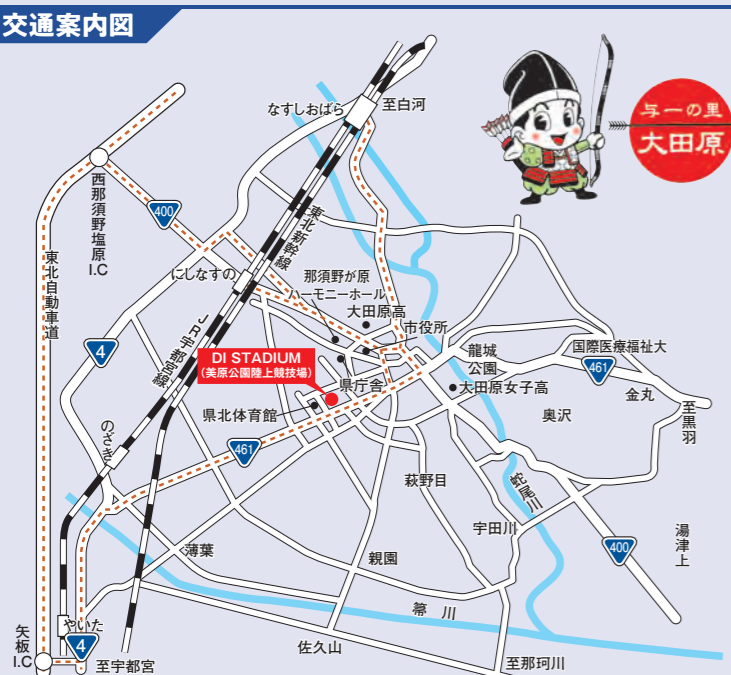 交通案内図
なすしおばら
至白河
与一の里
大田原
西那須野塩原
I.C
400
東北新幹線
東北自動車道
にしなすの
那須野が原
ハーモニーホール
大田原高
市役所
4
JR宇都宮線
DI STADIUM
(美原公園陸上競技場)
龍城
公園
国際医療福祉大
461
県庁舎
大田原女子高
金丸
至黒羽
県北体育館
奥沢
のざき
461
萩野目
蛇尾川
宇田川
湯津上
400
薄葉
親園
箒川
やいた
4
矢板
I.C
佐久山
至宇都宮
至那珂川